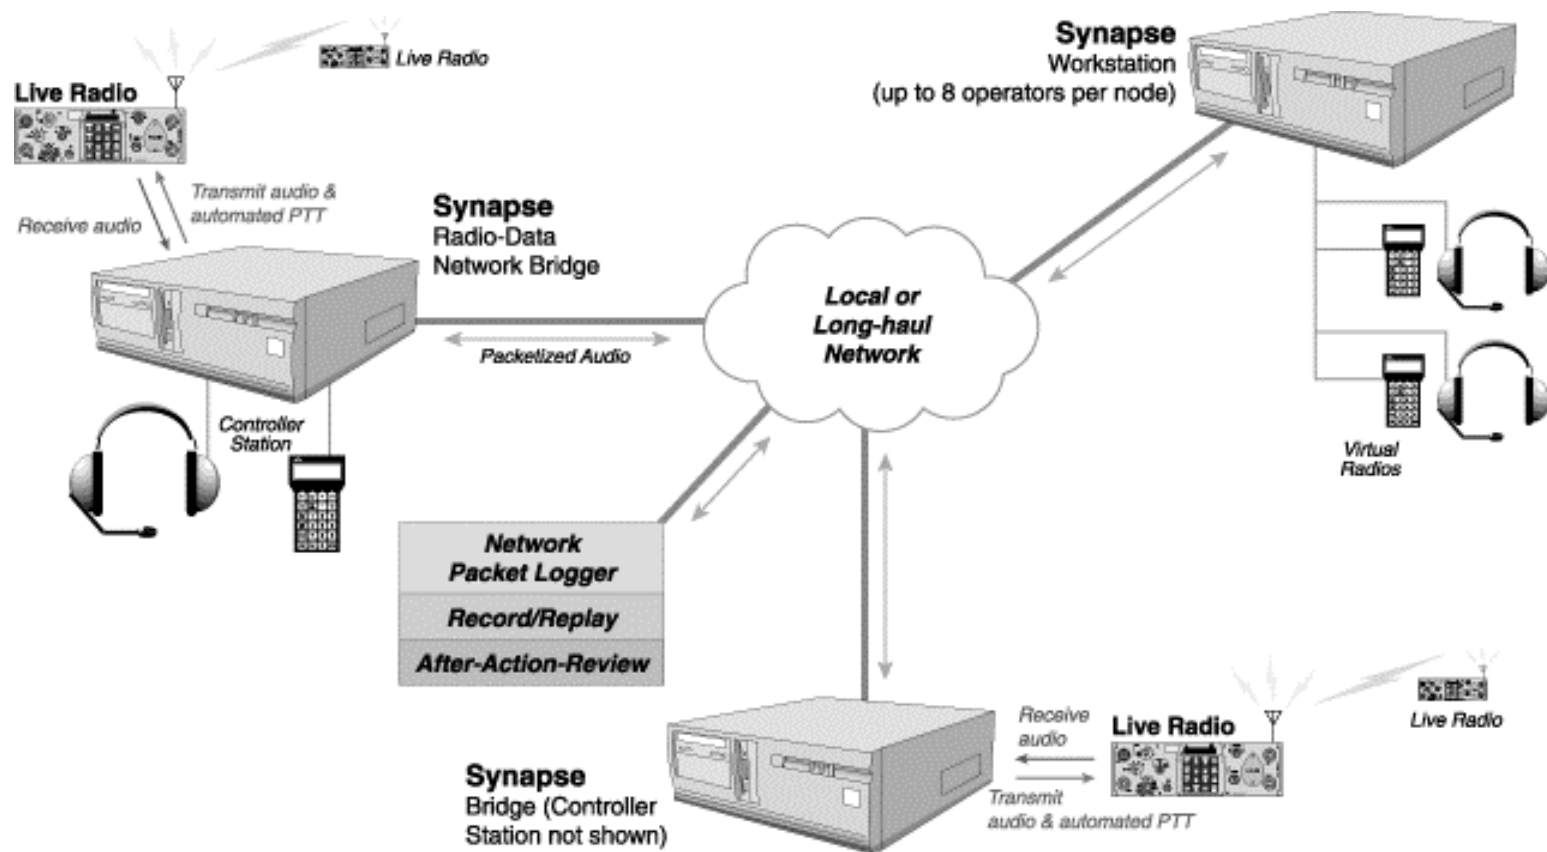 Live Radio
Live Radio
Transmit audio &
automated PTT
Receive audio
Synapse
Radio-Data
Network Bridge
Packetized Audio
Controller
Station
Synapse
Workstation
(up to 8 operators per node)
Local or
Long-haul
Network
Virtual
Radios
Network
Packet Logger
Record/Replay
After-Action-Review
Synapse
Bridge (Controller
Station not shown)
Receive
audio
Transmit
audio & automated PTT
Live Radio
Live Radio